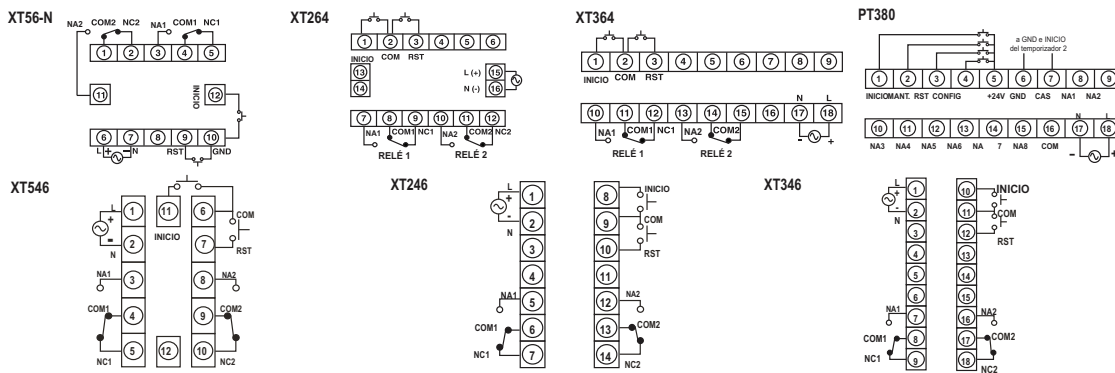 XT56-N
NA2 COM2 NC2 NA1 COM1 NC1
1 2 3 4 5
11 INICIO 12
6 7 8 9 10
L + - N RST GND
XT264
1 2 3 4 5 6
INICIO COM RST
13 L (+) 15
14 N (-) 16
7 8 9 10 11 12
NA1 COM1 NC1 NA2 COM2 NC2
RELÉ 1 RELÉ 2
XT364
1 2 3 4 5 6 7 8 9
INICIO COM RST
N L
10 11 12 13 14 15 16 17 18
NA1 COM1 NC1 NA2 COM2 - +
RELÉ 1 RELÉ 2
PT380
a GND e INICIO
del temporizador 2
1 2 3 4 5 6 7 8 9
INICIO MANT. RST CONFIG +24V GND CAS NA1 NA2
N L
10 11 12 13 14 15 16 17 18
NA3 NA4 NA5 NA6 NA 7 NA8 COM - +
XT546
L 1 11 6 COM
+
=
N 2 INICIO 7 RST
NA1 3 8 NA2
COM1 4 9 COM2
NC1 5 12 10 NC2
XT246
L 1 8 INICIO
+
-
N 2 9 COM
3 10 RST
4 11
NA1 5 12 NA2
COM1 6 13 COM2
NC1 7 14 NC2
XT346
L 1 10 INICIO
+
-
N 2 11 COM
3 12 RST
4 13
5 14
6 15
NA1 7 16 NA2
COM1 8 17 COM2
NC1 9 18 NC2